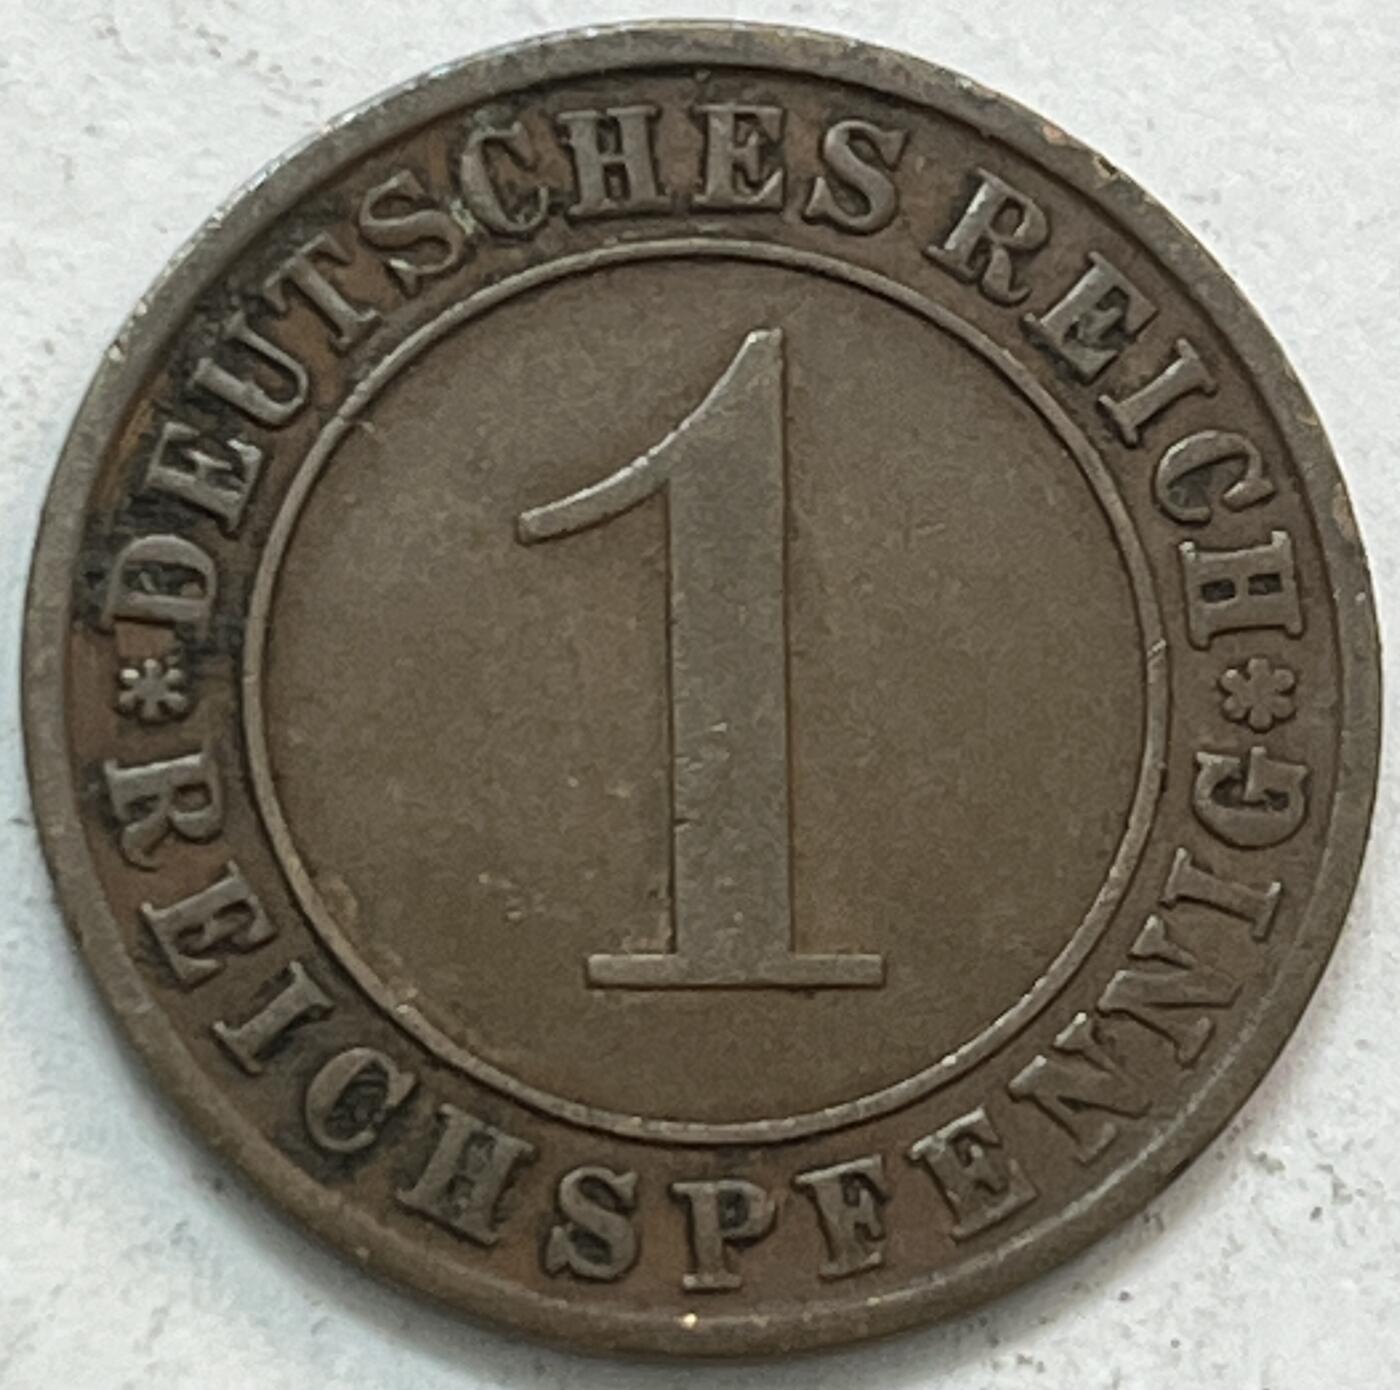 DEUTSCHES REICH
1
REICHSPFENNIG